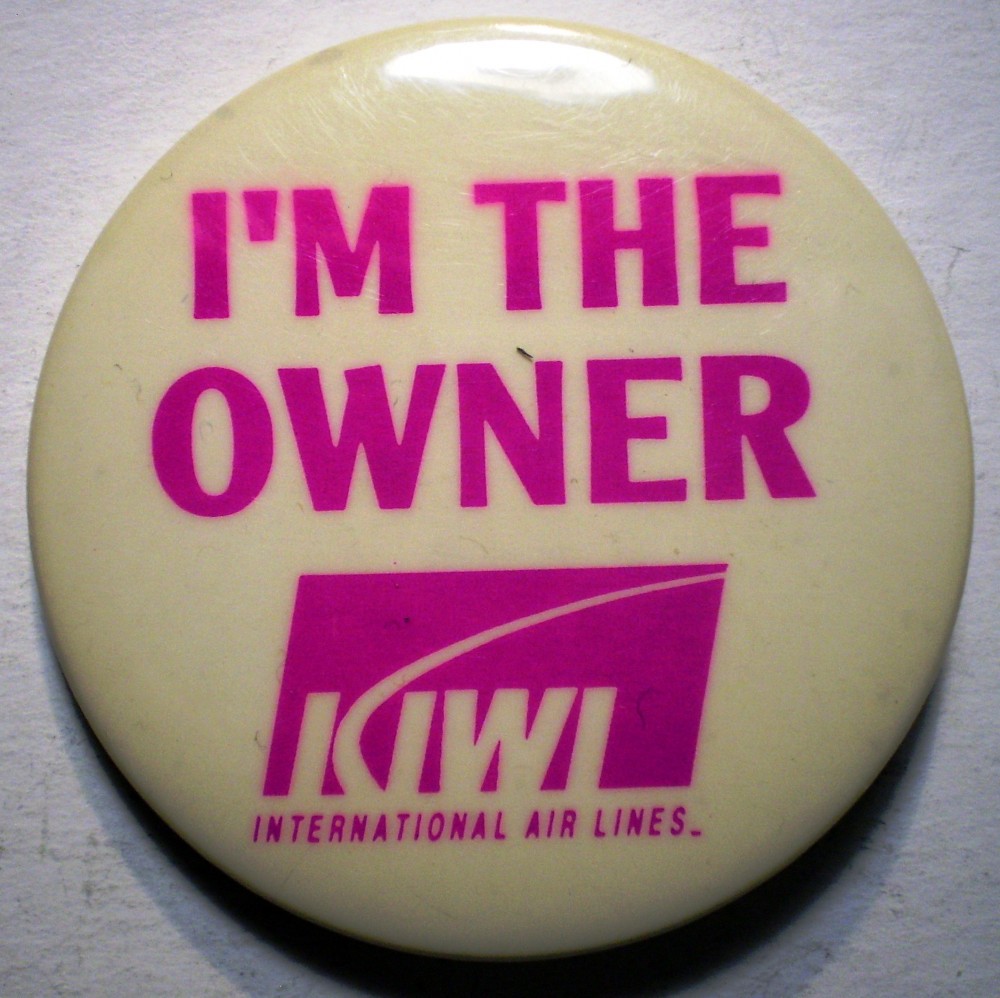 I'M THE
OWNER
KIWI
INTERNATIONAL AIR LINES